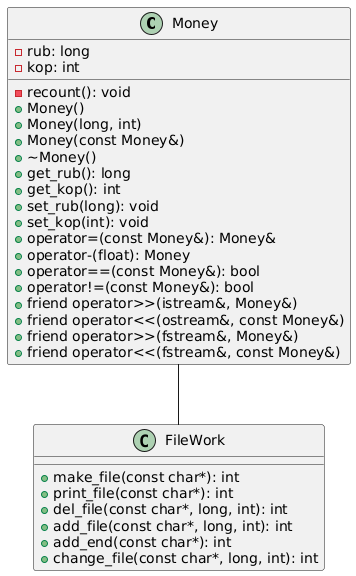 C Money
rub: long
kop: int
recount(): void
Money()
Money(long, int)
Money(const Money&)
~Money()
get_rub(): long
get_kop(): int
set_rub(long): void
set_kop(int): void
operator=(const Money&): Money&
operator-(float): Money
operator==(const Money&): bool
operator!=(const Money&): bool
friend operator>>(istream&, Money&)
friend operator<<(ostream&, const Money&)
friend operator>>(fstream&, Money&)
friend operator<<(fstream&, const Money&)
C FileWork
make_file(const char*): int
print_file(const char*): int
del_file(const char*, long, int): int
add_file(const char*, long, int): int
add_end(const char*): int
change_file(const char*, long, int): int